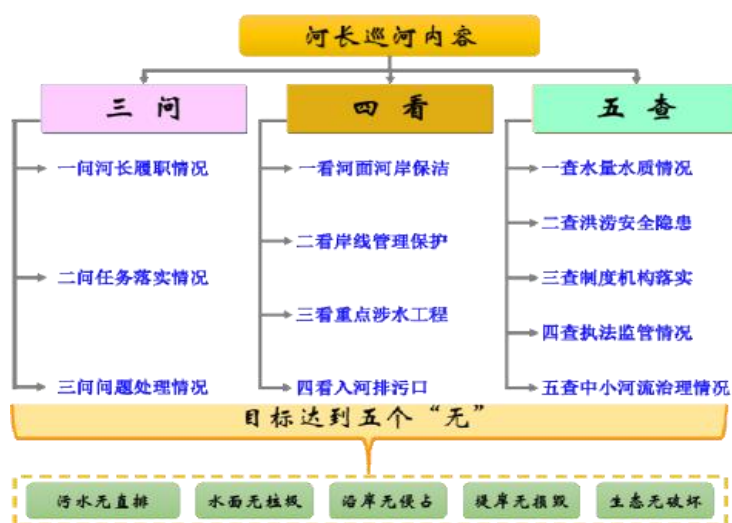 河长巡河内容
三问
四看
五查
一问河长履职情况
二问任务落实情况
三问问题处理情况
一看河面河岸保洁
二看岸线管理保护
三看重点涉水工程
四看入河排污口
一查水量水质情况
二查洪涝安全隐患
三查制度机构落实
四查执法监管情况
五查中小河流治理情况
目标达到五个“无”
污水无直排
水面无垃圾
沿岸无侵占
堤岸无损毁
生态无破坏